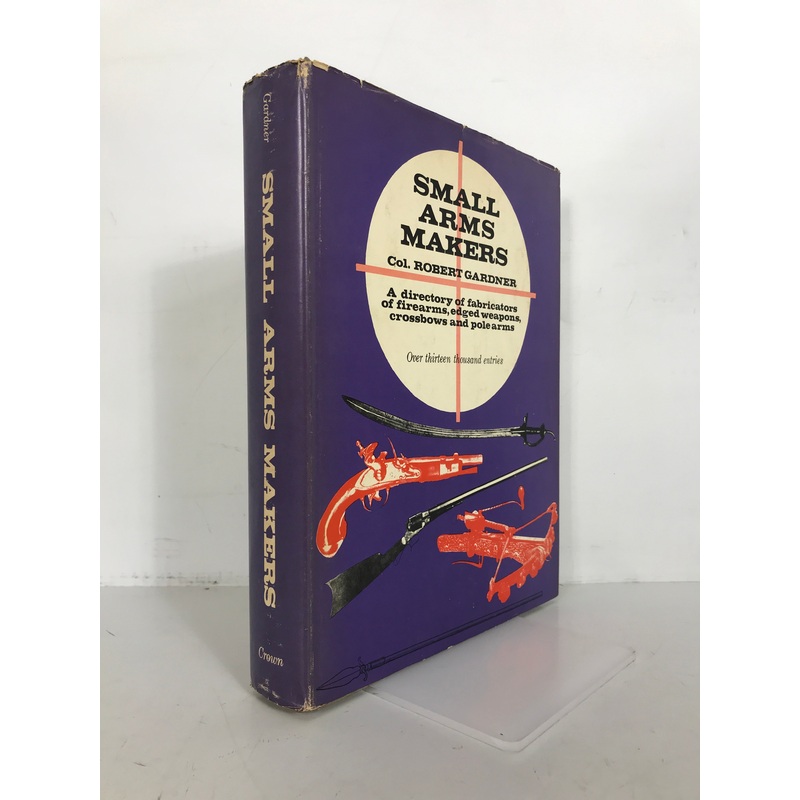 Gardner
SMALL ARMS MAKERS
Crown
SMALL
ARMS
MAKERS
Col. ROBERT GARDNER
A directory of fabricators
of firearms, edged weapons,
crossbows and pole arms
Over thirteen thousand entries